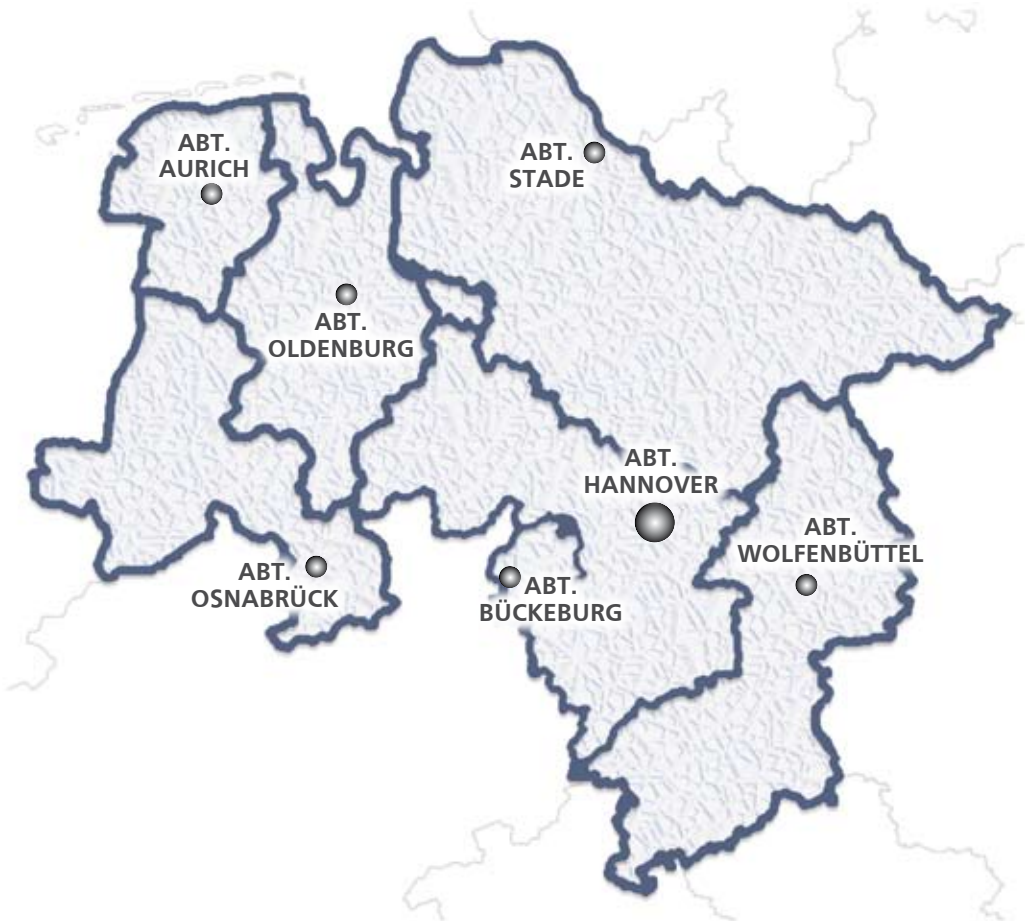 ABT.
AURICH
ABT.
STADE
ABT.
OLDENBURG
ABT.
HANNOVER
ABT.
WOLFENBÜTTEL
ABT.
OSNABRÜCK
ABT.
BÜCKEBURG